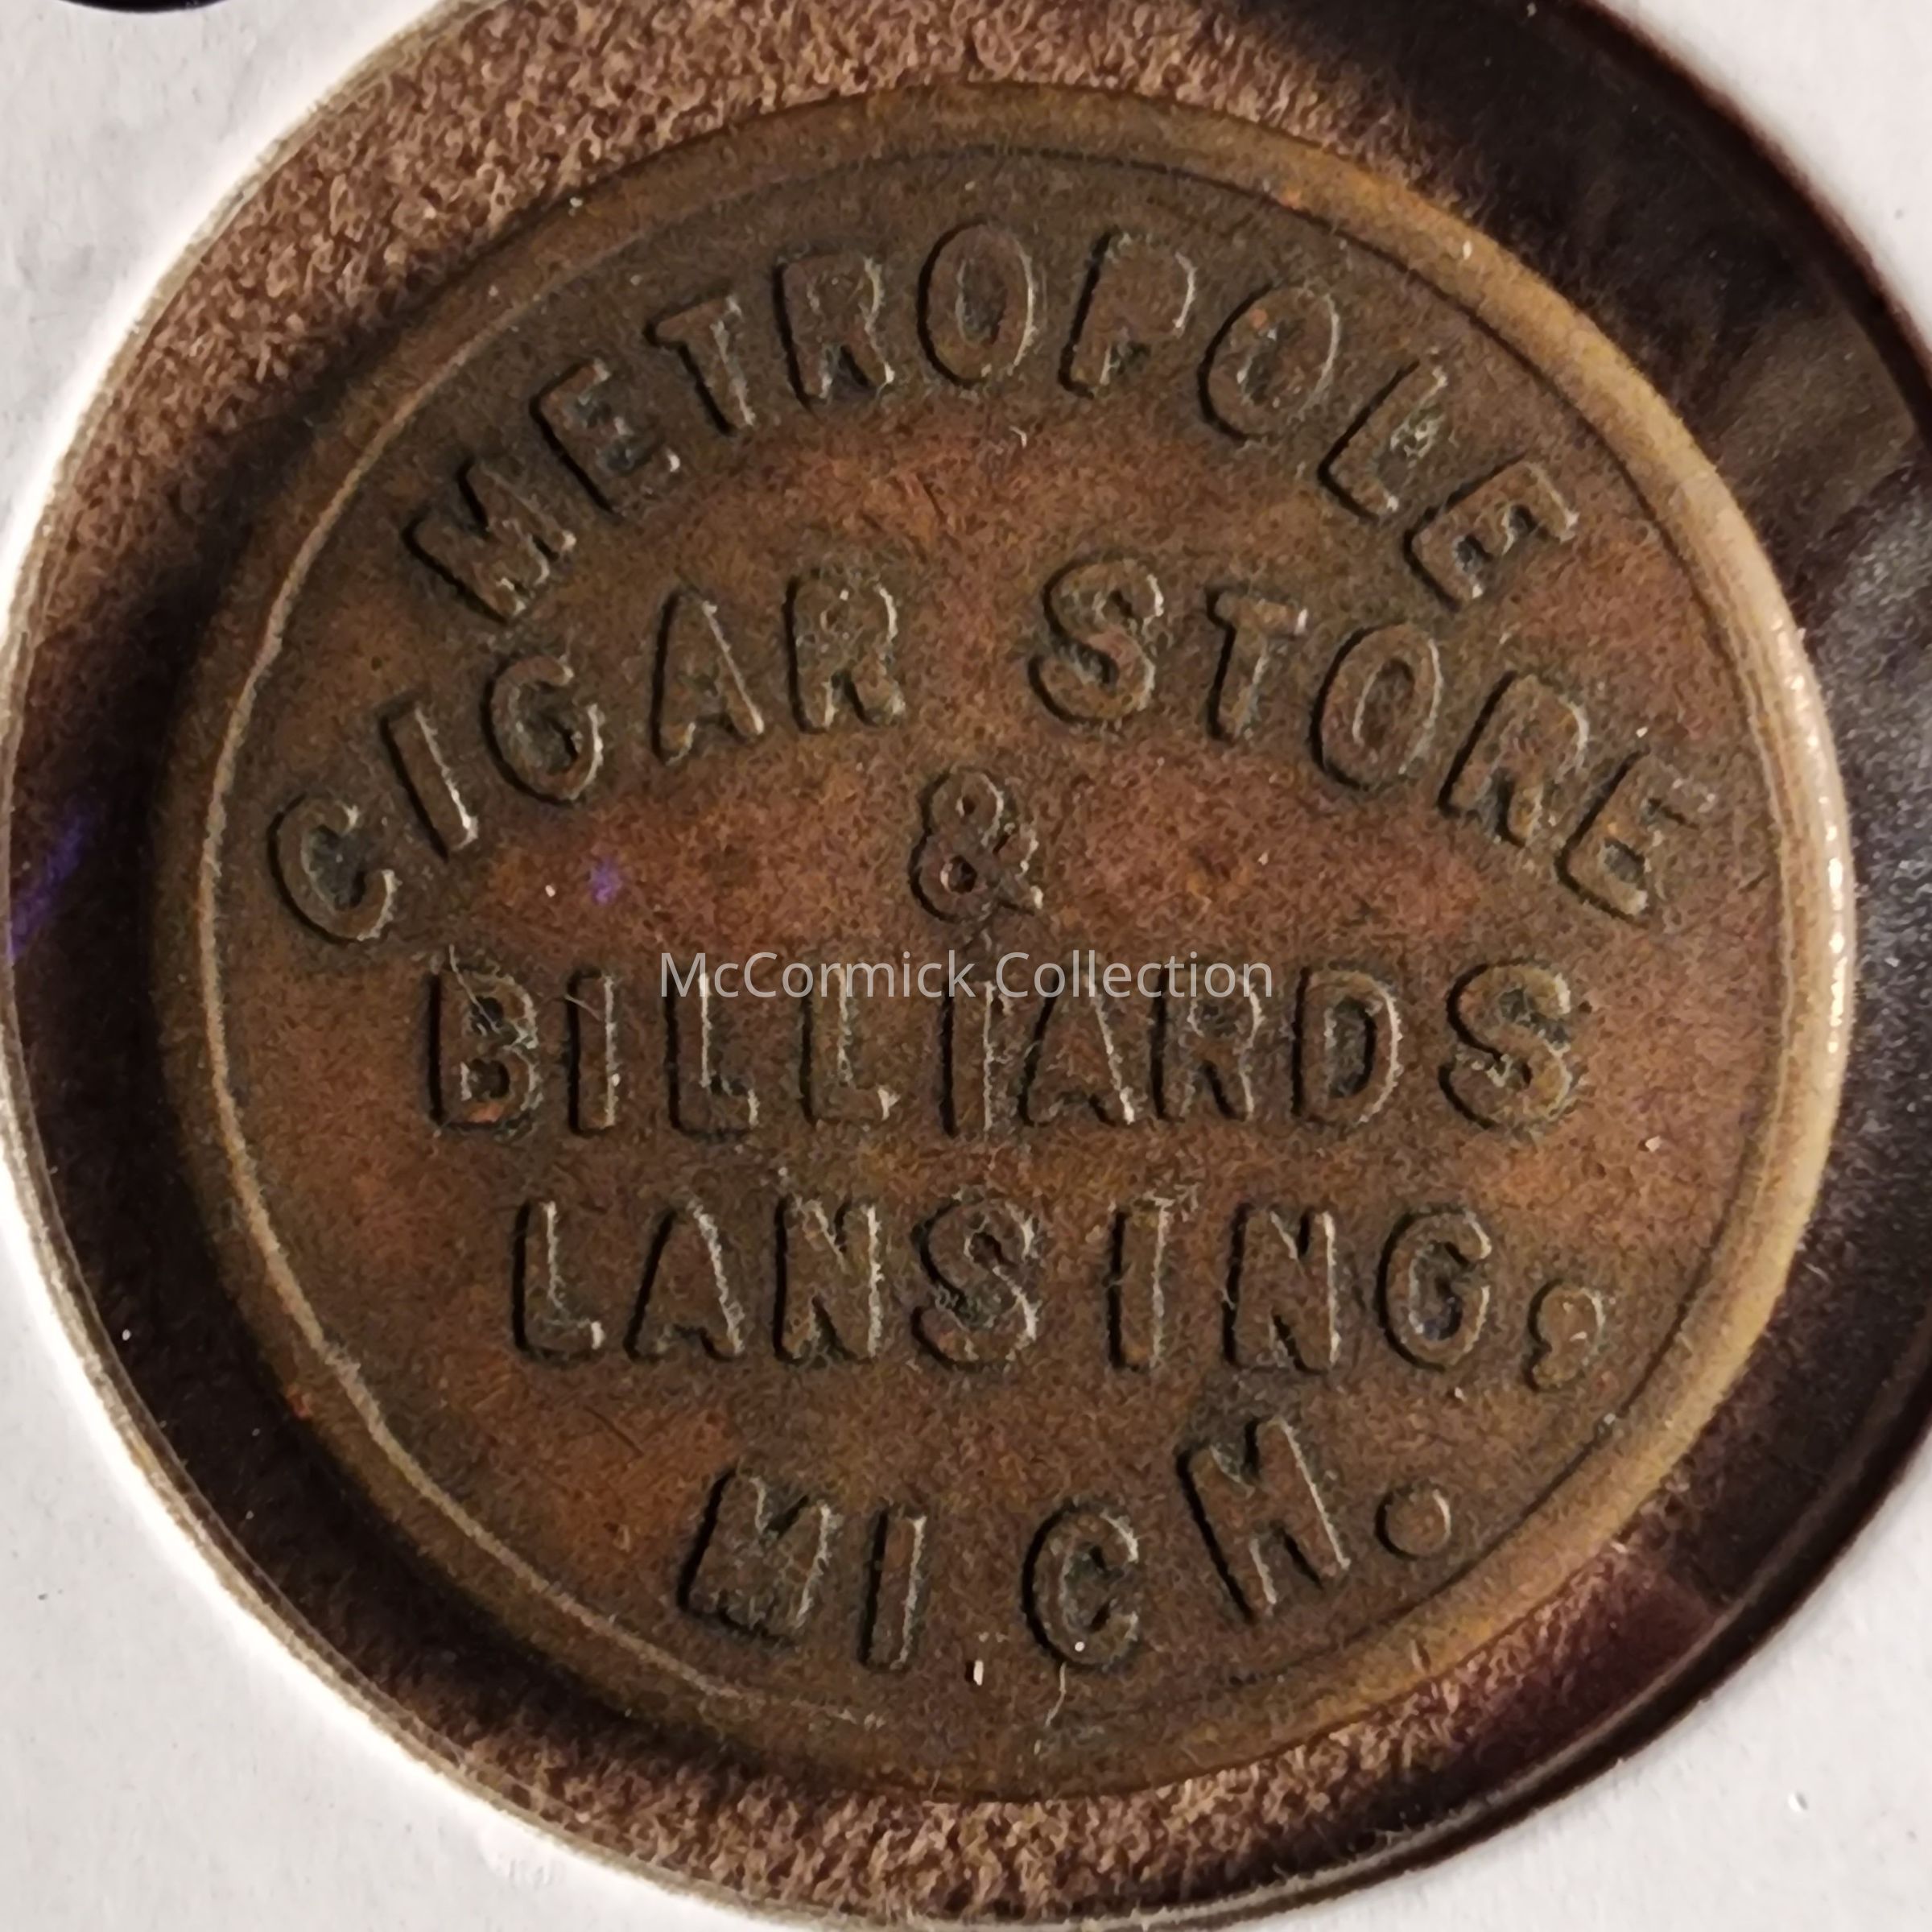 METROPOLE
CIGAR STORE
&
McCormick Collection
BILLIARDS
LANSING,
MICH.